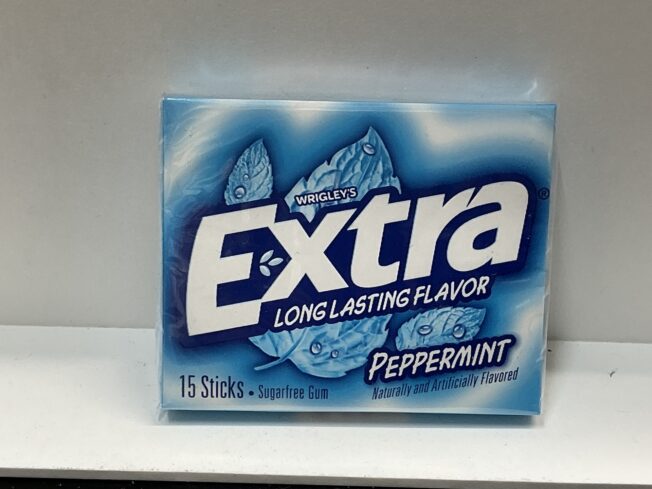 WRIGLEY'S
Extra®
LONG LASTING FLAVOR
PEPPERMINT
15 Sticks • Sugarfree Gum
Naturally and Artificially Flavored